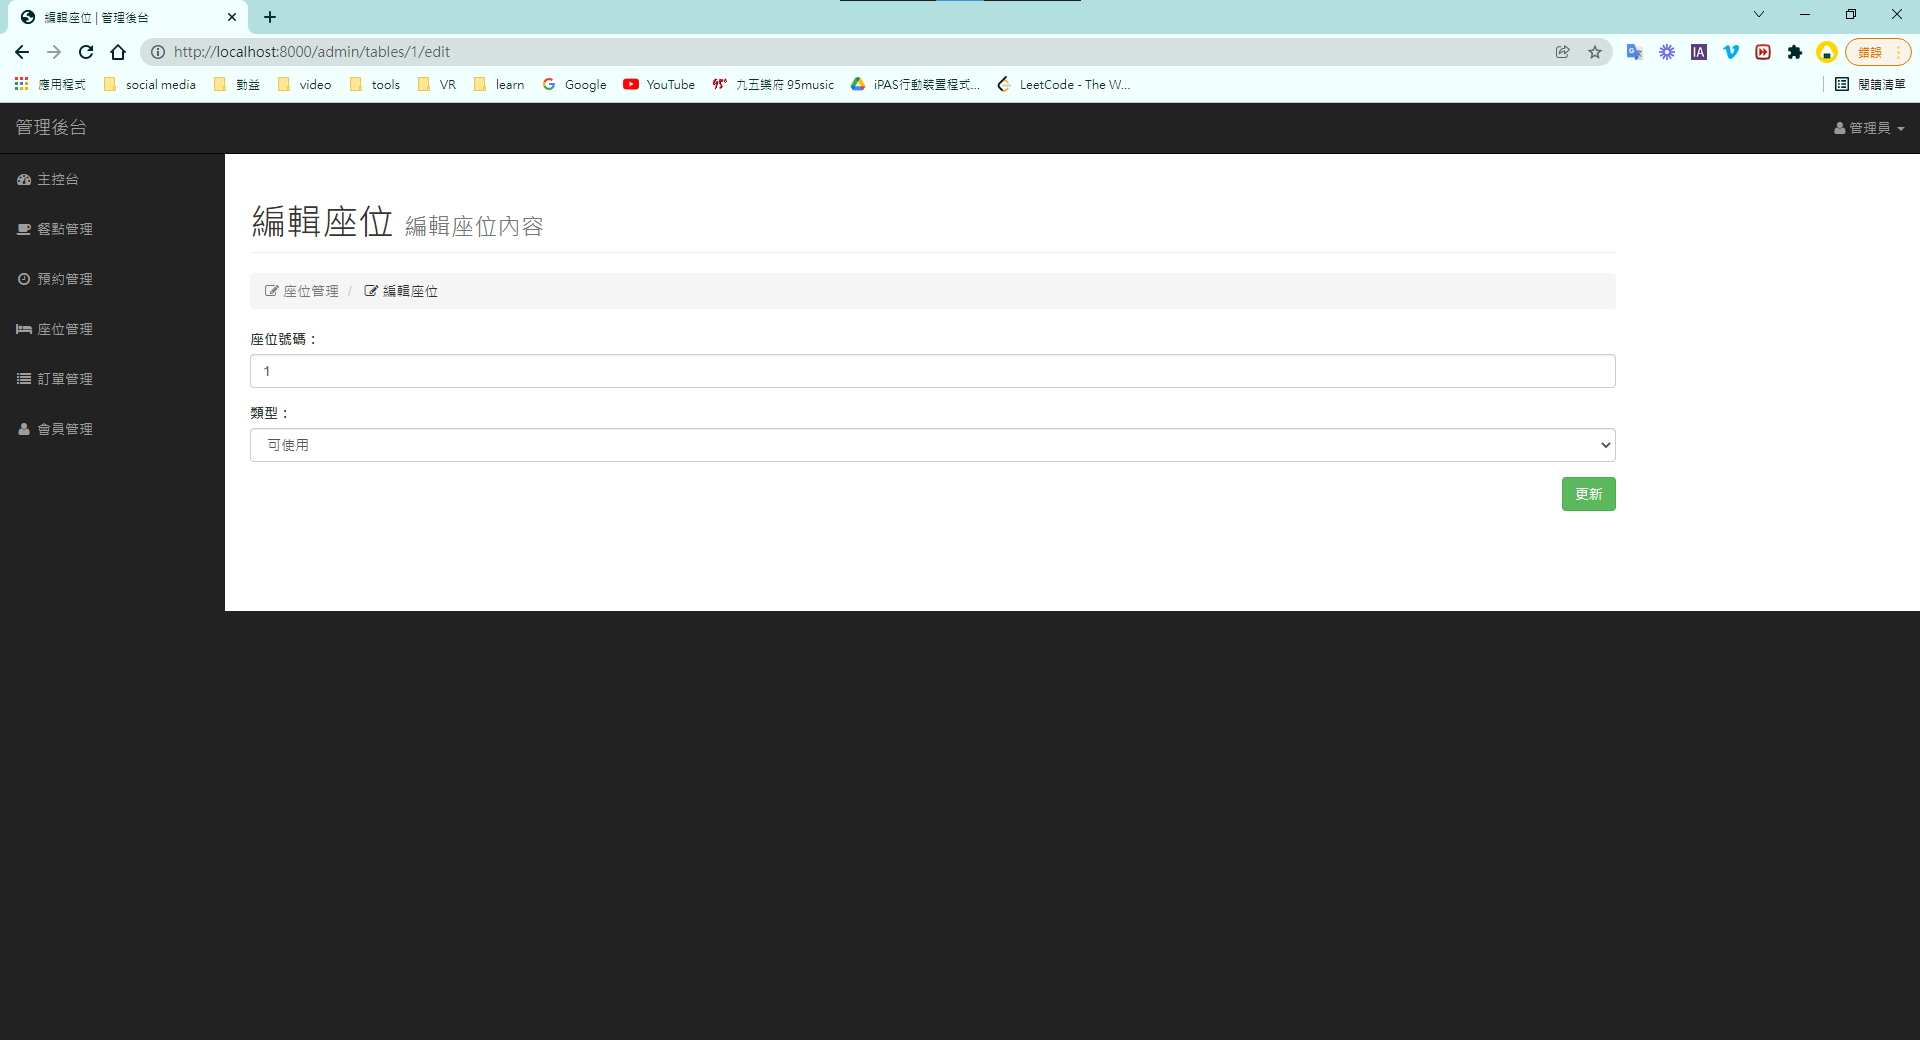 編輯座位 | 管理後台
http://localhost:8000/admin/tables/1/edit
IA
錯誤
應用程式 social media 勤益 video tools VR learn Google YouTube 九五樂府 95music iPAS行動裝置程式... LeetCode - The W... 閱讀清單
管理後台
管理員
主控台
餐點管理
預約管理
座位管理
訂單管理
會員管理
編輯座位 編輯座位內容
座位管理 / 編輯座位
座位號碼：
1
類型：
可使用
更新